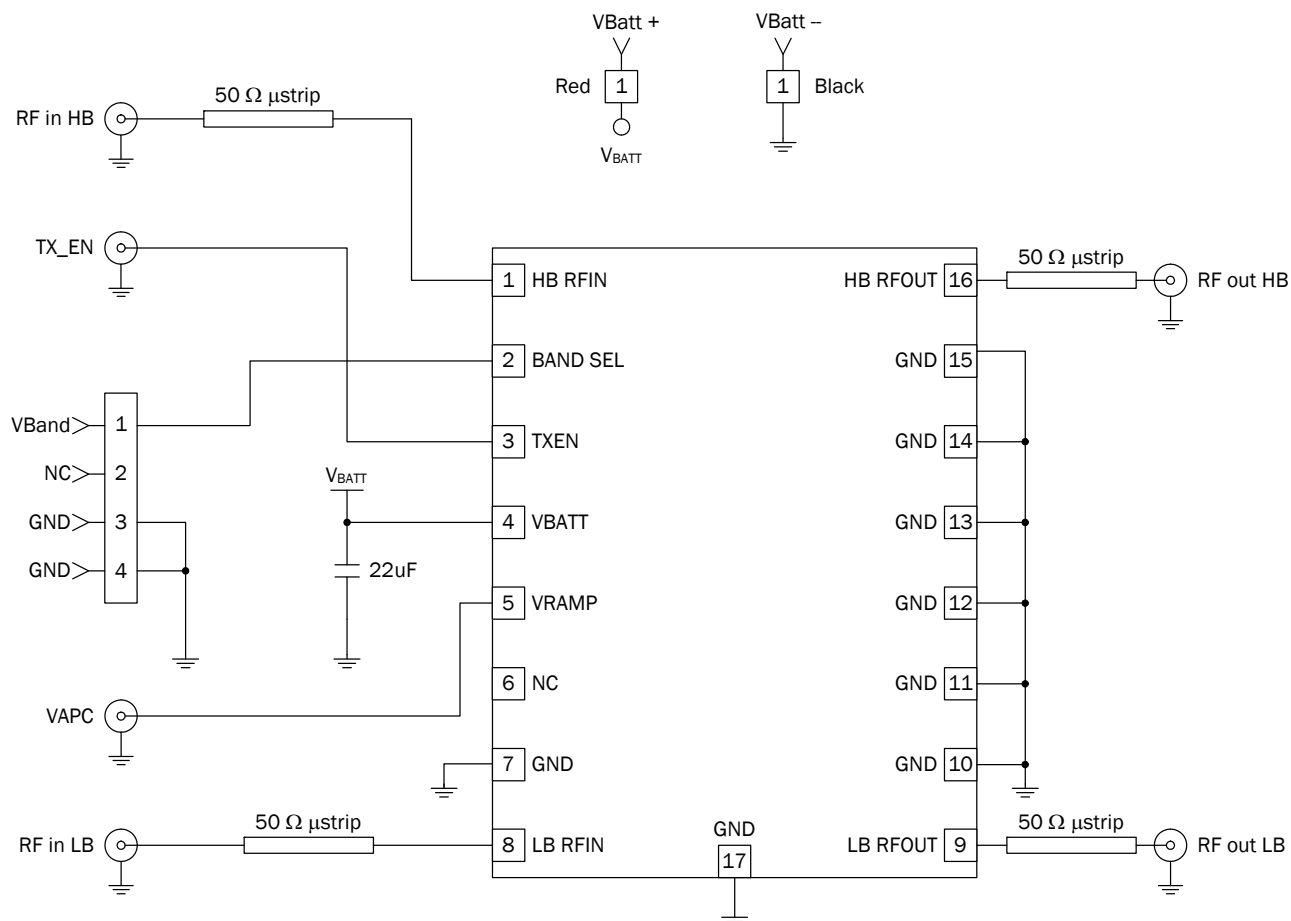 VBatt +
VBatt --
Red 1
1 Black
VBATT
RF in HB
50 Ω µstrip
TX_EN
1 HB RFIN
HB RFOUT 16
50 Ω µstrip
RF out HB
2 BAND SEL
GND 15
VBand 1
NC 2
GND 3
GND 4
3 TXEN
GND 14
VBATT
22uF
4 VBATT
GND 13
5 VRAMP
GND 12
6 NC
GND 11
VAPC
7 GND
GND 10
RF in LB
50 Ω µstrip
8 LB RFIN
GND
17
LB RFOUT 9
50 Ω µstrip
RF out LB